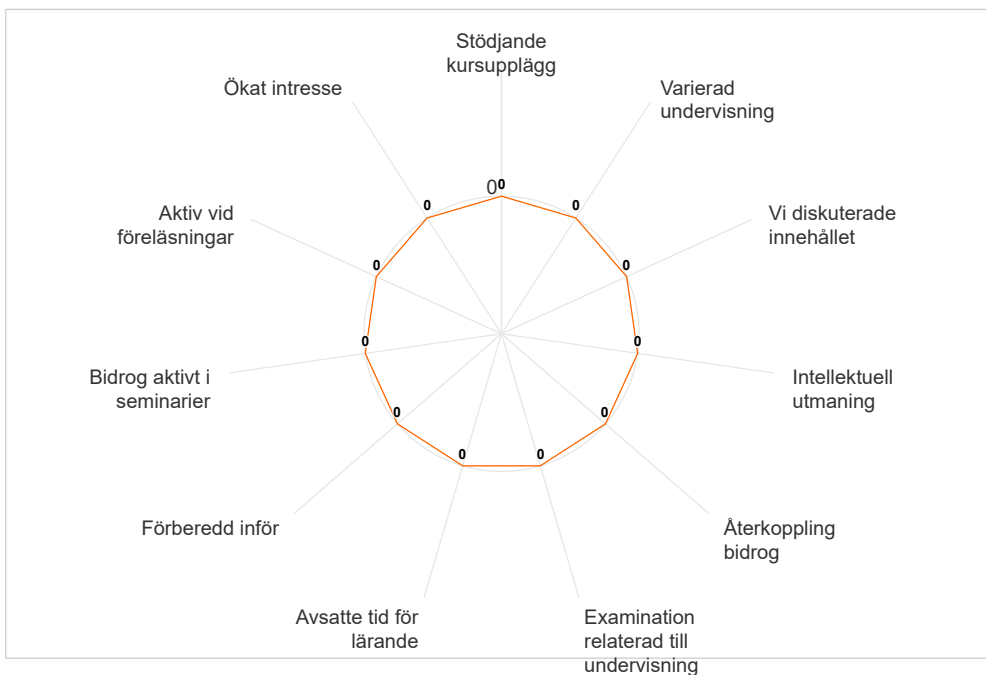 Stödjande
kursupplägg
Varierad
undervisning
Vi diskuterade
innehållet
Intellektuell
utmaning
Återkoppling
bidrog
Examination
relaterad till
undervisning
Avsatte tid för
lärande
Förberedd inför
Bidrog aktivt i
seminarier
Aktiv vid
föreläsningar
Ökat intresse
0
0
0
0
0
0
0
0
0
0
0
0